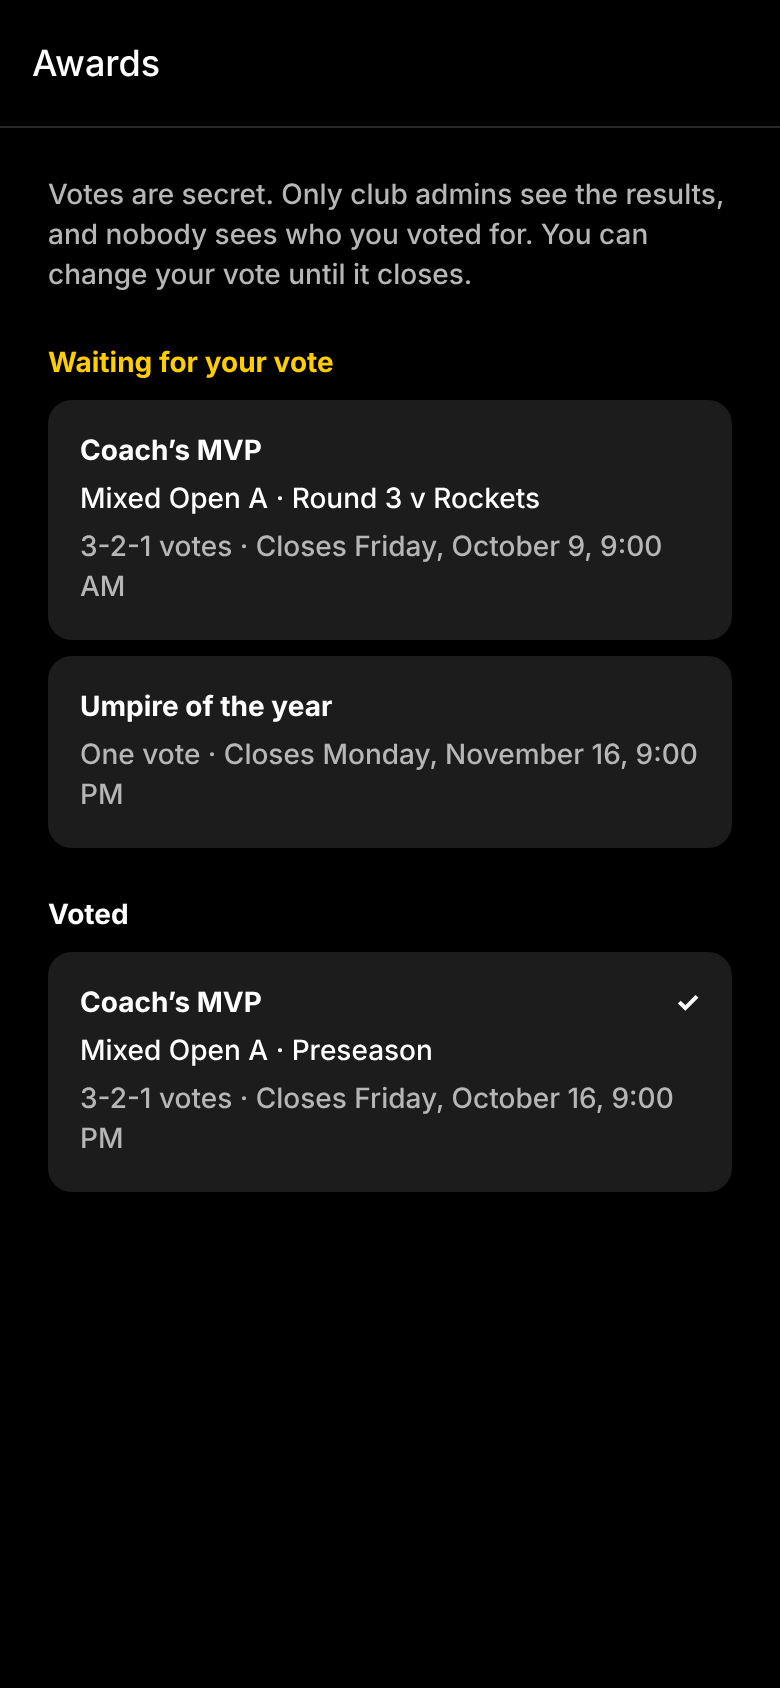 Awards
Votes are secret. Only club admins see the results,
and nobody sees who you voted for. You can
change your vote until it closes.
Waiting for your vote
Coach’s MVP
Mixed Open A · Round 3 v Rockets
3-2-1 votes · Closes Friday, October 9, 9:00
AM
Umpire of the year
One vote · Closes Monday, November 16, 9:00
PM
Voted
Coach’s MVP
Mixed Open A · Preseason
3-2-1 votes · Closes Friday, October 16, 9:00
PM